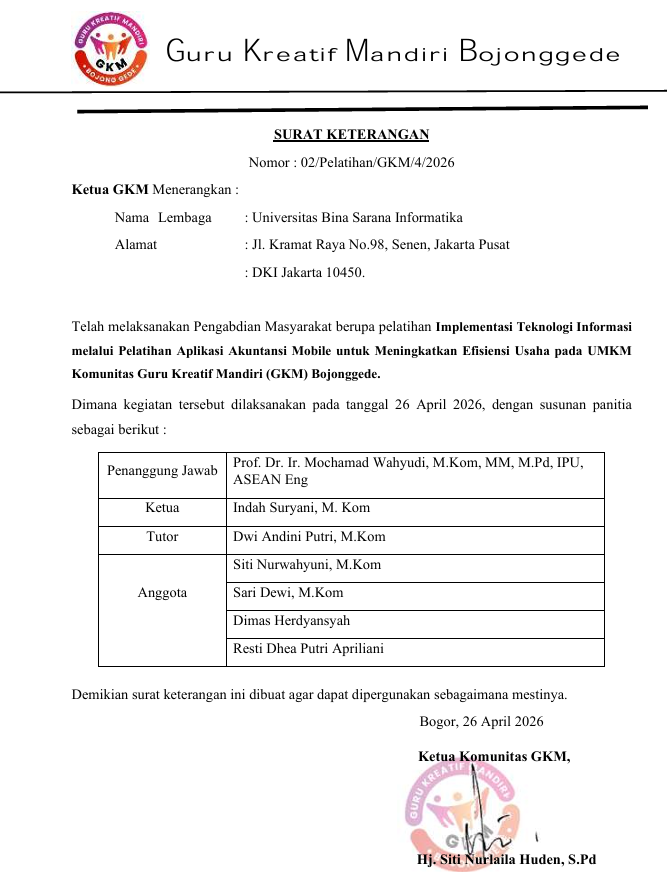 GURU KREATIF MANDIRI
GKM
BOJONG GEDE
Guru Kreatif Mandiri Bojonggede
SURAT KETERANGAN
Nomor : 02/Pelatihan/GKM/4/2026
Ketua GKM Menerangkan :
Nama Lembaga : Universitas Bina Sarana Informatika
Alamat : Jl. Kramat Raya No.98, Senen, Jakarta Pusat
: DKI Jakarta 10450.
Telah melaksanakan Pengabdian Masyarakat berupa pelatihan Implementasi Teknologi Informasi
melalui Pelatihan Aplikasi Akuntansi Mobile untuk Meningkatkan Efisiensi Usaha pada UMKM
Komunitas Guru Kreatif Mandiri (GKM) Bojonggede.
Dimana kegiatan tersebut dilaksanakan pada tanggal 26 April 2026, dengan susunan panitia
sebagai berikut :
Penanggung Jawab Prof. Dr. Ir. Mochamad Wahyudi, M.Kom, MM, M.Pd, IPU,
ASEAN Eng
Ketua Indah Suryani, M. Kom
Tutor Dwi Andini Putri, M.Kom
Siti Nurwahyuni, M.Kom
Anggota Sari Dewi, M.Kom
Dimas Herdyansyah
Resti Dhea Putri Apriliani
Demikian surat keterangan ini dibuat agar dapat dipergunakan sebagaimana mestinya.
Bogor, 26 April 2026
Ketua Komunitas GKM,
GURU KREATIF MANDIRI
GKM
Hj. Siti Nurlaila Huden, S.Pd